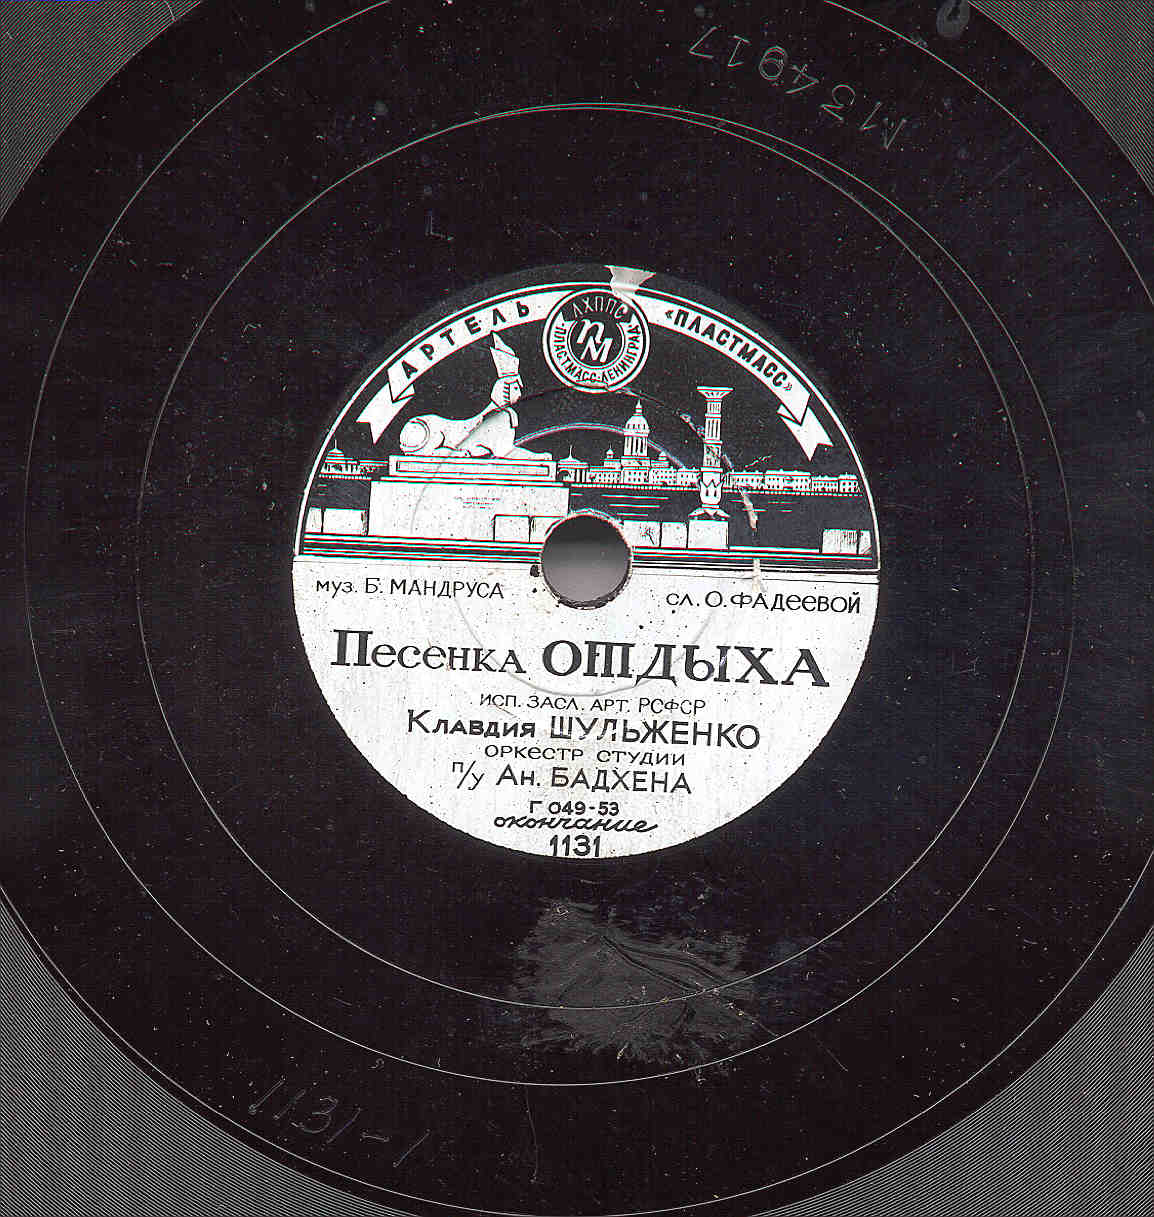 М34917
АРТЕЛЬ «ПЛАСТМАСС»
ЛХППС
ПМ
"ПЛАСТМАСС-ЛЕНИНГРАД"
муз. Б. МАНДРУСА
сл. О. ФАДЕЕВОЙ
Песенка ОТДЫХА
ИСП. ЗАСЛ. АРТ. РСФСР
КЛАВДИЯ ШУЛЬЖЕНКО
ОРКЕСТР СТУДИИ
п/у Ан. БАДХЕНА
Г 049-53
окончание
1131
1131-1